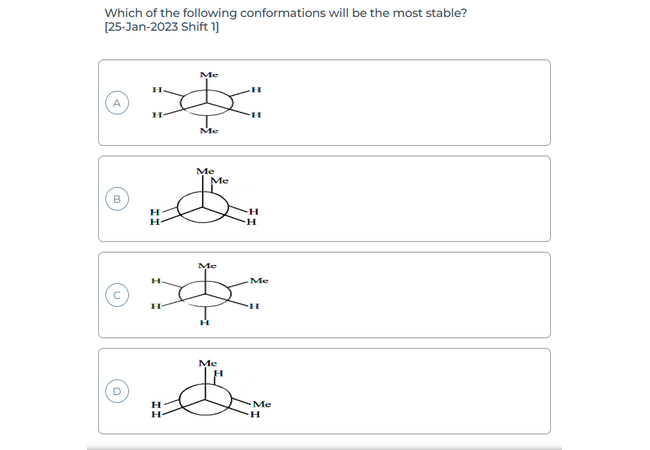 Which of the following conformations will be the most stable?
[25-Jan-2023 Shift 1]
A
Me
H H
H H
Me
B
Me
Me
H H
H H
C
Me
H Me
H H
H
D
Me
H
H Me
H H